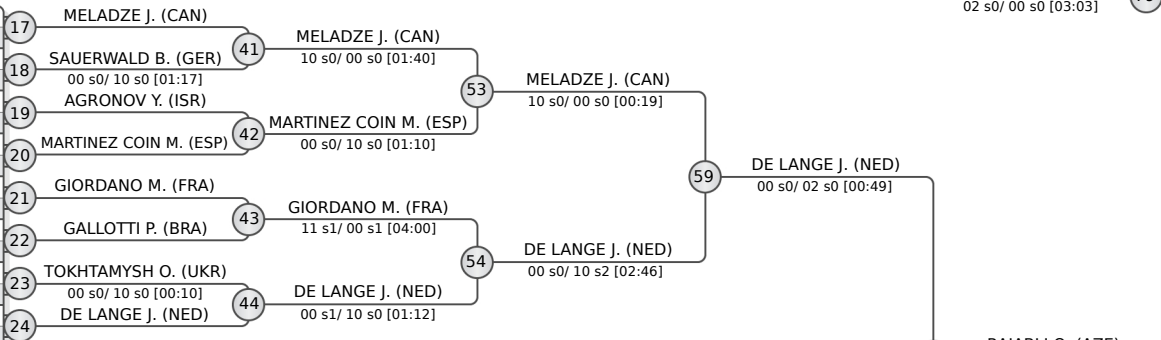 02 s0/ 00 s0 [03:03]
17
MELADZE J. (CAN)
41
MELADZE J. (CAN)
10 s0/ 00 s0 [01:40]
18
SAUERWALD B. (GER)
00 s0/ 10 s0 [01:17]
53
MELADZE J. (CAN)
10 s0/ 00 s0 [00:19]
19
AGRONOV Y. (ISR)
42
MARTINEZ COIN M. (ESP)
00 s0/ 10 s0 [01:10]
20
MARTINEZ COIN M. (ESP)
59
DE LANGE J. (NED)
00 s0/ 02 s0 [00:49]
21
GIORDANO M. (FRA)
43
GIORDANO M. (FRA)
11 s1/ 00 s1 [04:00]
22
GALLOTTI P. (BRA)
54
DE LANGE J. (NED)
00 s0/ 10 s2 [02:46]
23
TOKHTAMYSH O. (UKR)
00 s0/ 10 s0 [00:10]
44
DE LANGE J. (NED)
00 s1/ 10 s0 [01:12]
24
DE LANGE J. (NED)